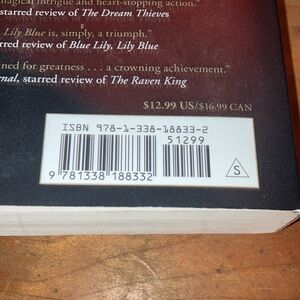 magical intrigue and heart-stopping action."
starred review of The Dream Thieves
Lily Blue is, simply, a triumph."
rred review of Blue Lily, Lily Blue
ned for greatness . . . a crowning achievement."
rnal, starred review of The Raven King
$12.99 US/$16.99 CAN
ISBN 978-1-338-18833-2
51299
9 781338 188332
S